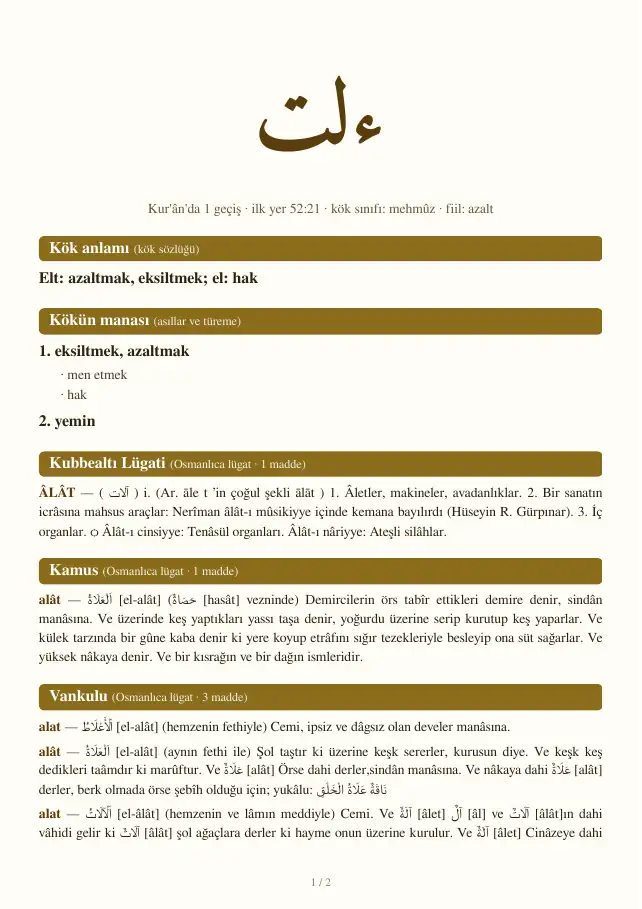 ءلت
Kur'ân'da 1 geçiş · ilk yer 52:21 · kök sınıfı: mehmûz · fiil: azalt
Kök anlamı (kök sözlüğü)
Elt: azaltmak, eksiltmek; el: hak
Kökün manası (asıllar ve türeme)
1. eksiltmek, azaltmak
· men etmek
· hak
2. yemin
Kubbealtı Lügati (Osmanlıca lügat · 1 madde)
ÂLÂT — ( آلات ) i. (Ar. āle t 'in çoğul şekli ālāt ) 1. Âletler, makineler, avadanlıklar. 2. Bir sanatın
icrâsına mahsus araçlar: Nerîman âlât-ı mûsikiyye içinde kemana bayılırdı (Hüseyin R. Gürpınar). 3. İç
organlar. ѻ Âlât-ı cinsiyye: Tenâsül organları. Âlât-ı nâriyye: Ateşli silâhlar.
Kamus (Osmanlıca lügat · 1 madde)
alât — اَلْعَلَاةُ [el-alât] (حَصَاةٌ [hasât] vezninde) Demircilerin örs tabîr ettikleri demire denir, sindân
manâsına. Ve üzerinde keş yaptıkları yassı taşa denir, yoğurdu üzerine serip kurutup keş yaparlar. Ve
külek tarzında bir gûne kaba denir ki yere koyup etrâfını sığır tezekleriyle besleyip ona süt sağarlar. Ve
yüksek nâkaya denir. Ve bir kısrağın ve bir dağın ismleridir.
Vankulu (Osmanlıca lügat · 3 madde)
alat — اَلْأَعْلَاطُ [el-alât] (hemzenin fethiyle) Cemi, ipsiz ve dâgsız olan develer manâsına.
alât — اَلْعَلَاةُ [el-alât] (aynın fethi ile) Şol taştır ki üzerine keşk sererler, kurusun diye. Ve keşk keş
dedikleri taâmdır ki marûftur. Ve عَلَاةٌ [alât] Örse dahi derler,sindân manâsına. Ve nâkaya dahi عَلَاةٌ [alât]
derler, berk olmada örse şebîh olduğu için; yukâlu: نَاقَةٌ عَلَاةُ الْخَلْقِ
alat — اَلْآلَاتُ [el-âlât] (hemzenin ve lâmın meddiyle) Cemi. Ve آلَةٌ [âlet] آلٌ [âl] ve آلَاتٌ [âlât]ın dahi
vâhidi gelir ki آلَاتٌ [âlât] şol ağaçlara derler ki hayme onun üzerine kurulur. Ve آلَةٌ [âlet] Cinâzeye dahi
1 / 2